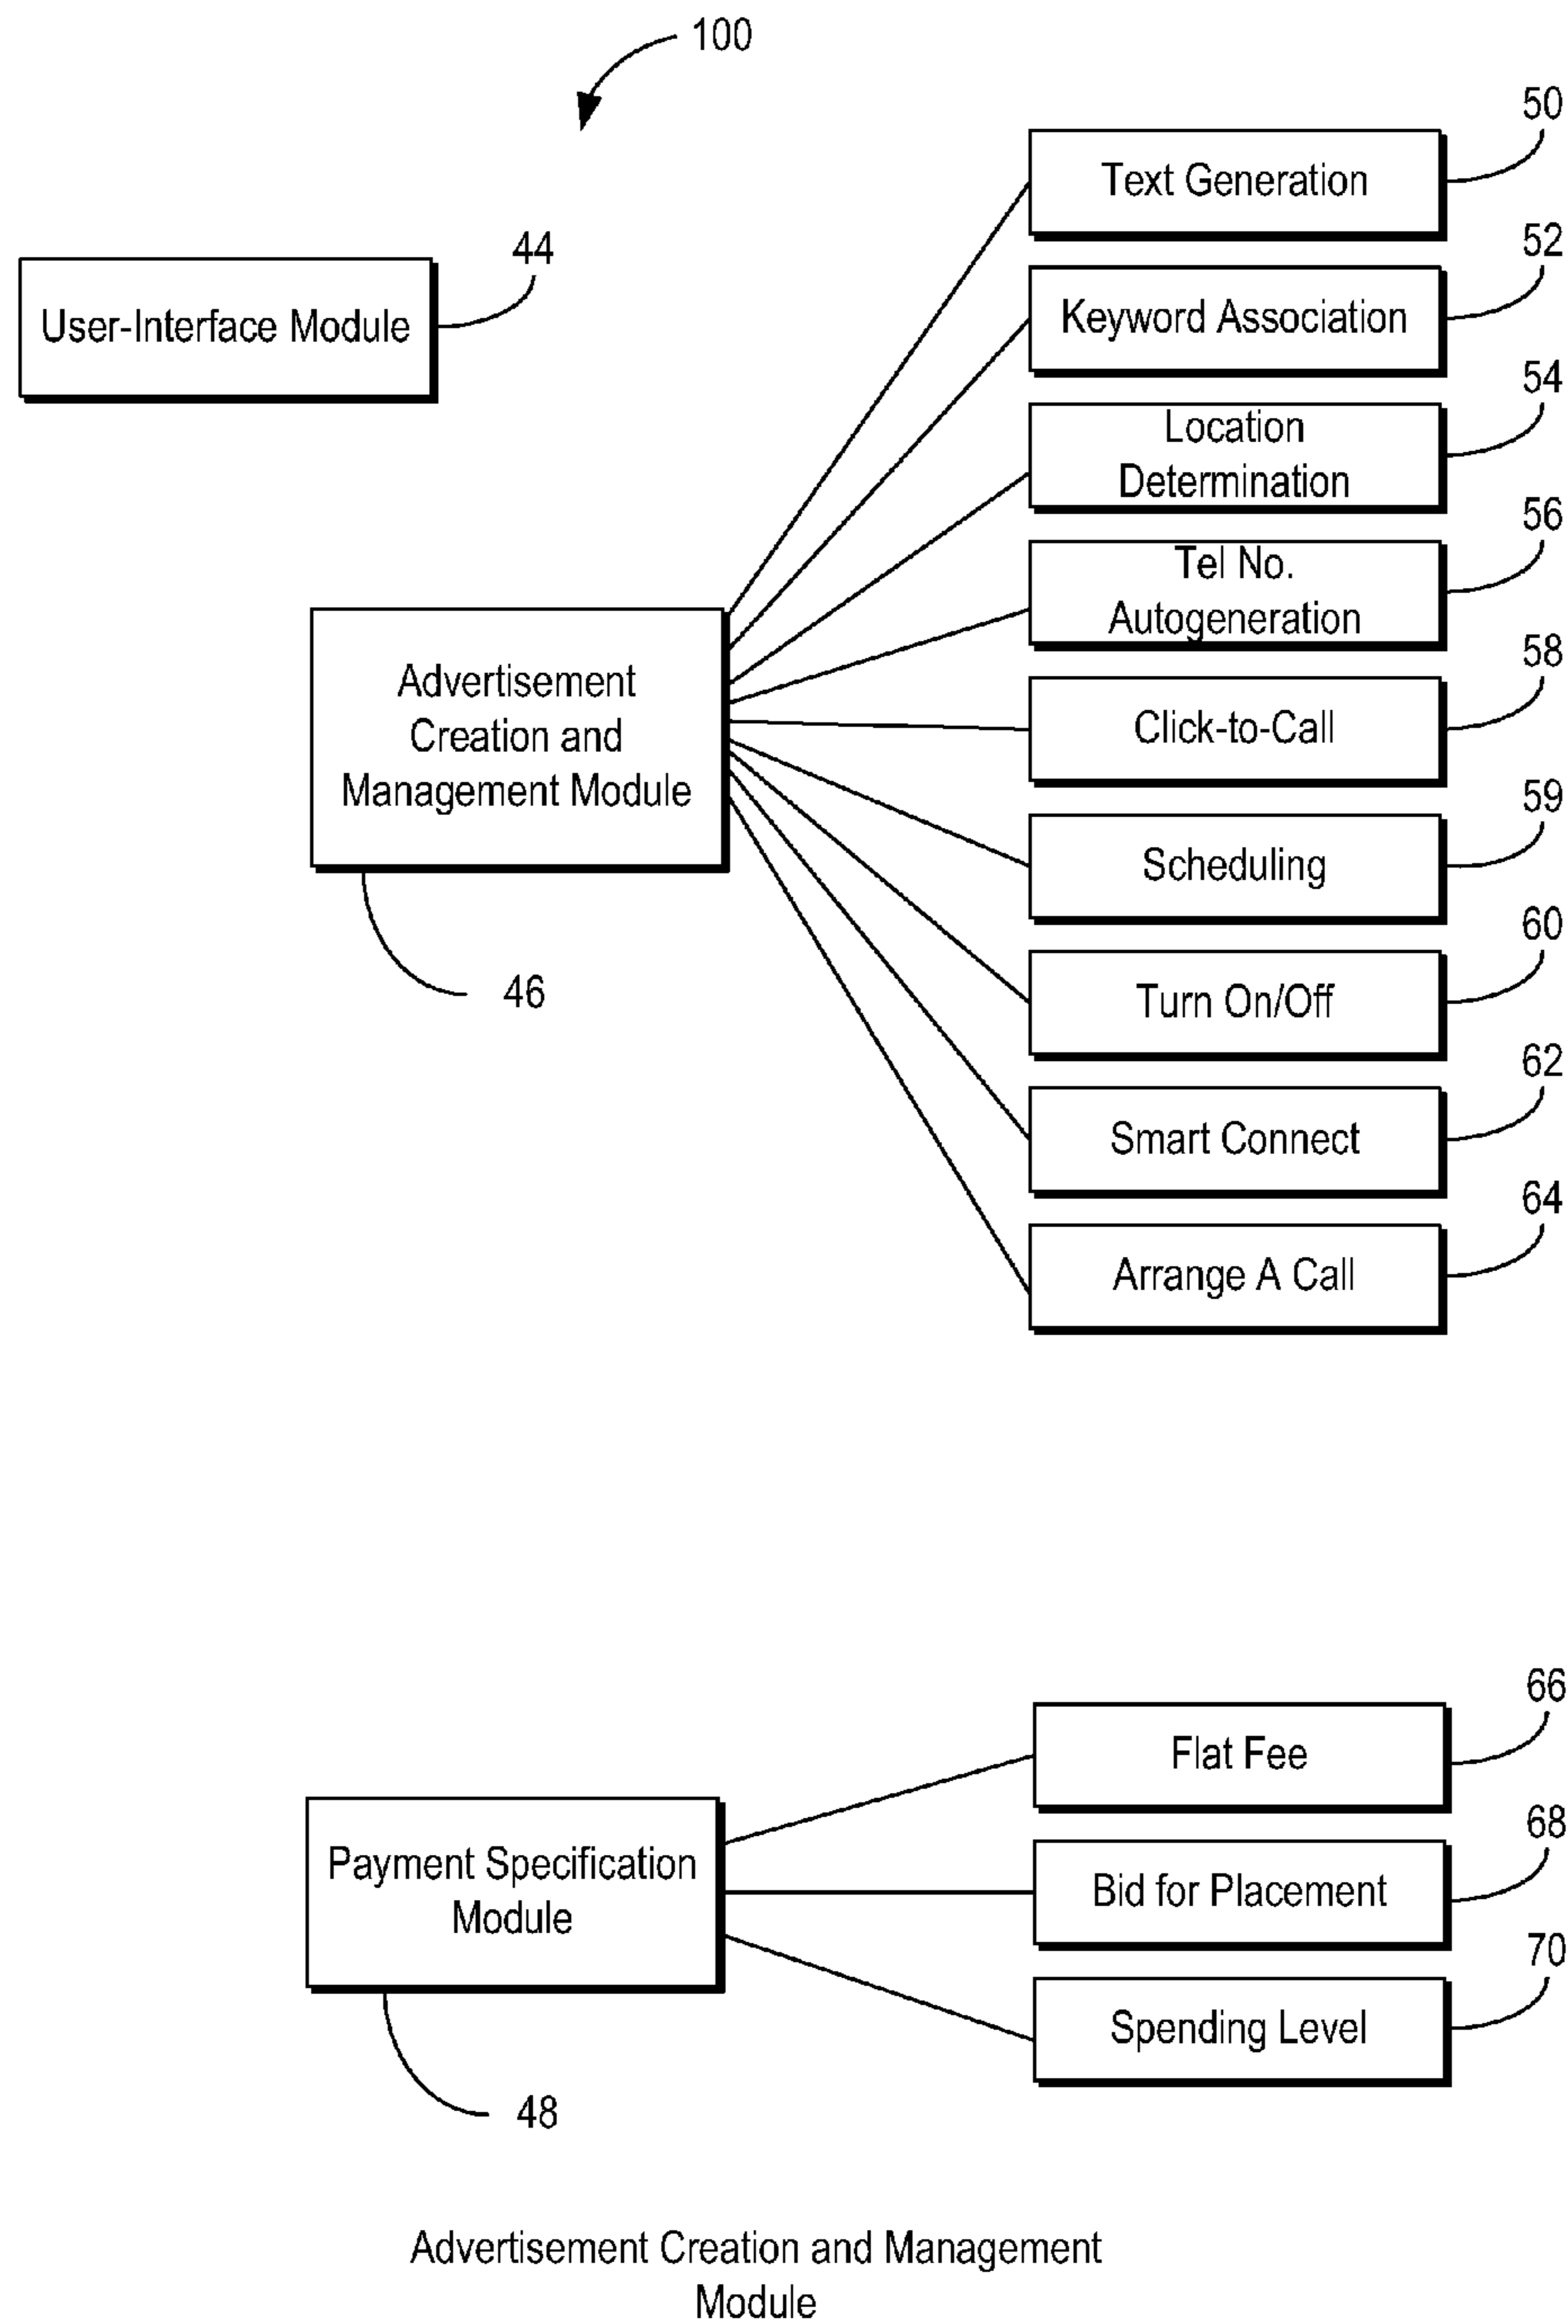 100
50
Text Generation
44
User-Interface Module
52
Keyword Association
54
Location
Determination
56
Tel No.
Autogeneration
Advertisement
Creation and
Management Module
46
58
Click-to-Call
59
Scheduling
60
Turn On/Off
62
Smart Connect
64
Arrange A Call
66
Flat Fee
Payment Specification
Module
48
68
Bid for Placement
70
Spending Level
Advertisement Creation and Management
Module